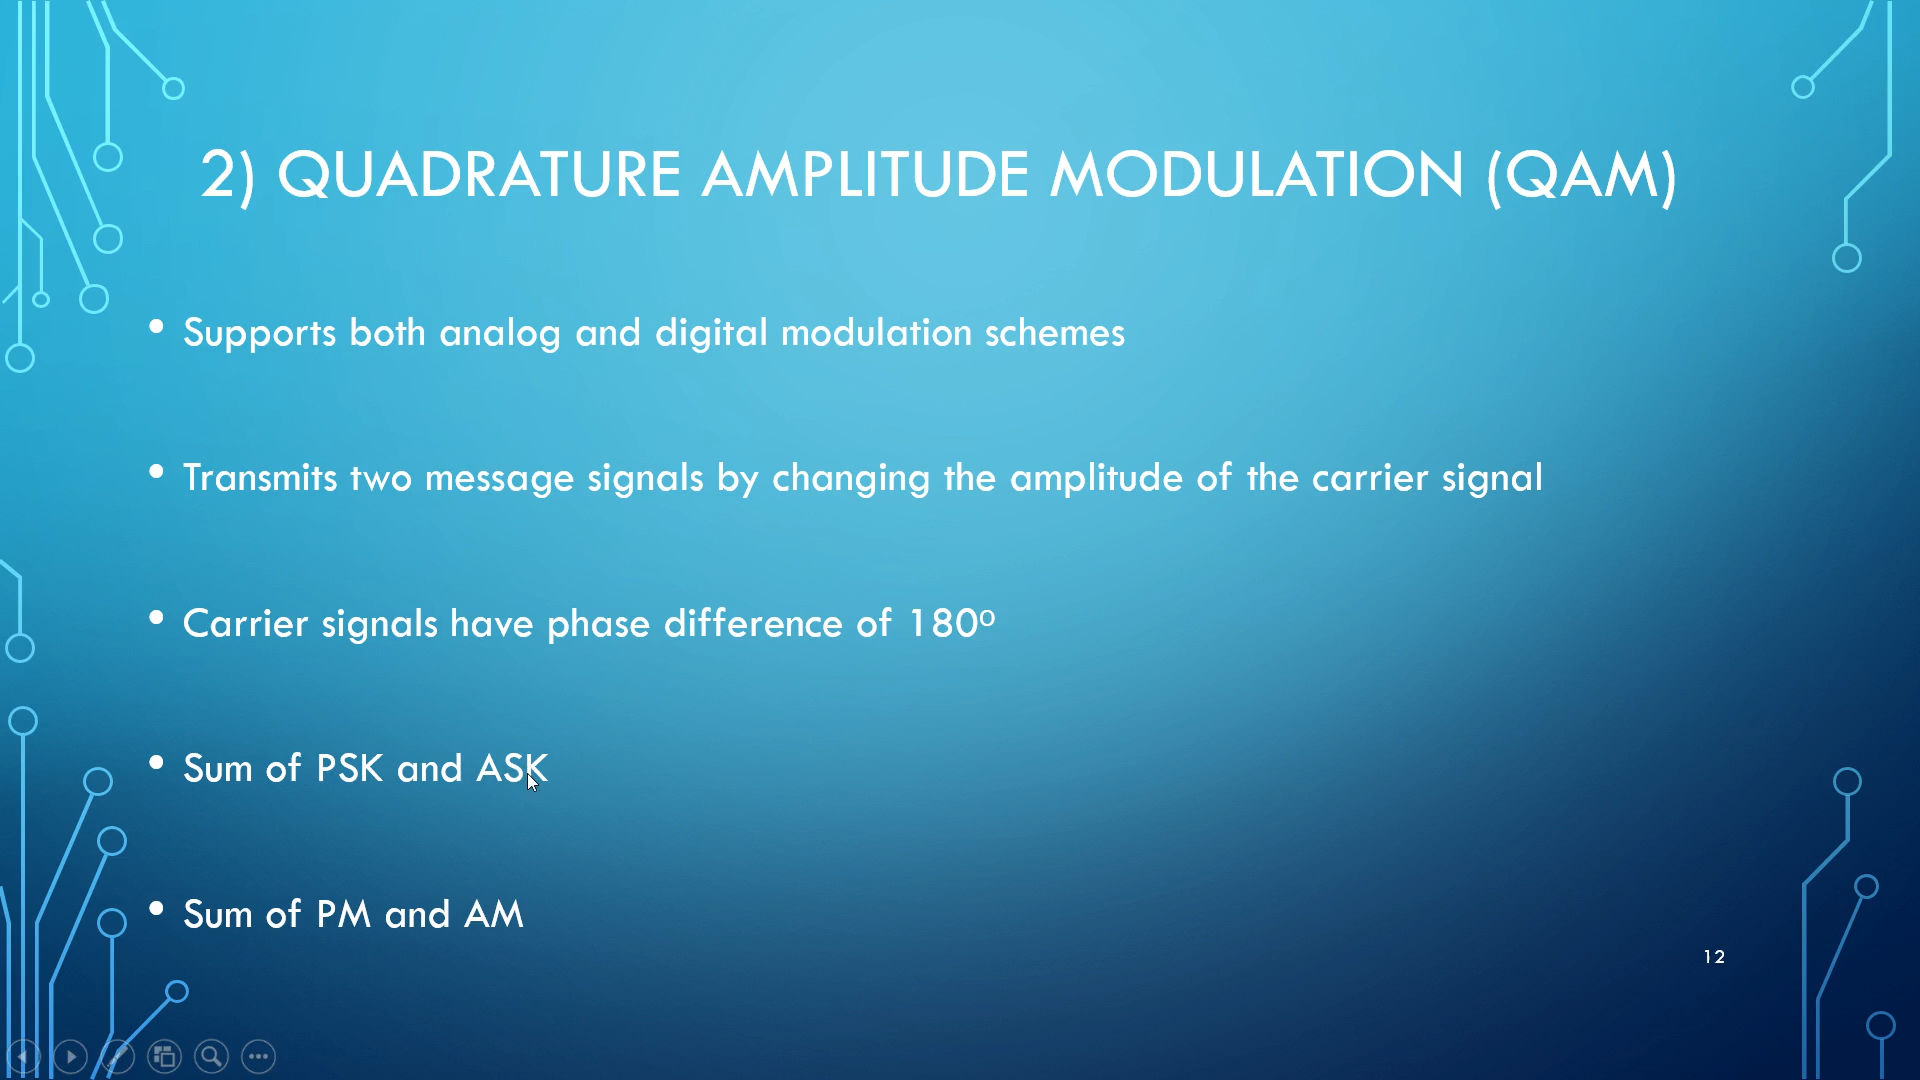 2) QUADRATURE AMPLITUDE MODULATION (QAM)
• Supports both analog and digital modulation schemes
• Transmits two message signals by changing the amplitude of the carrier signal
• Carrier signals have phase difference of 180º
• Sum of PSK and ASK
• Sum of PM and AM
12